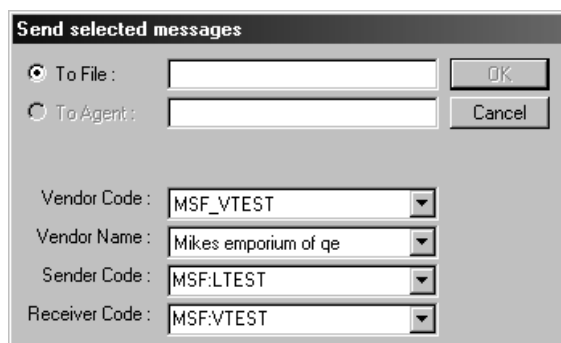 Send selected messages
To File : OK
To Agent : Cancel
Vendor Code : MSF_VTEST
Vendor Name : Mikes emporium of qe
Sender Code : MSF:LTEST
Receiver Code : MSF:VTEST